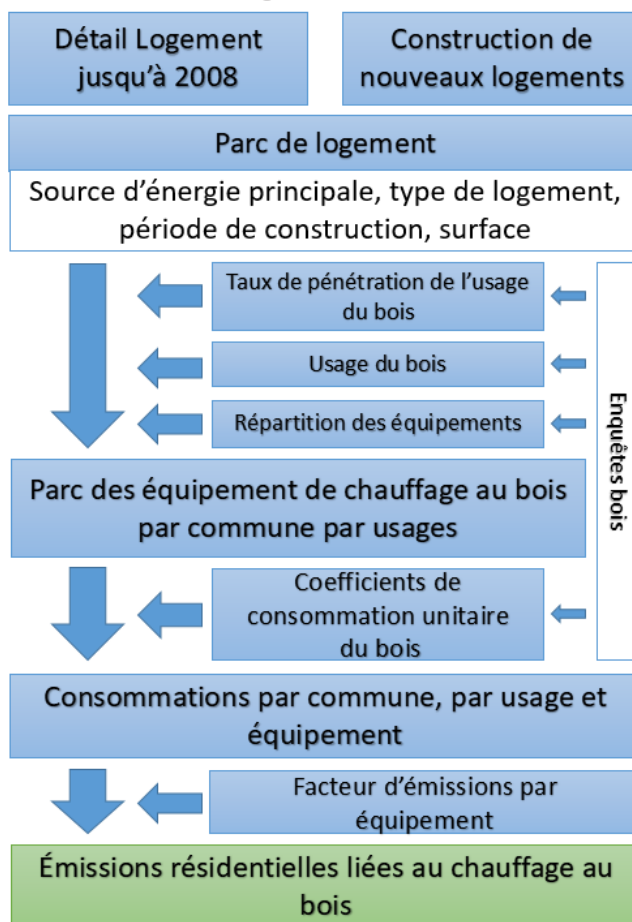 Détail Logement
jusqu'à 2008
Construction de
nouveaux logements
Parc de logement
Source d'énergie principale, type de logement,
période de construction, surface
Taux de pénétration de l'usage
du bois
Usage du bois
Répartition des équipements
Enquêtes bois
Parc des équipement de chauffage au bois
par commune par usages
Coefficients de
consommation unitaire
du bois
Consommations par commune, par usage et
équipement
Facteur d'émissions par
équipement
Émissions résidentielles liées au chauffage au
bois